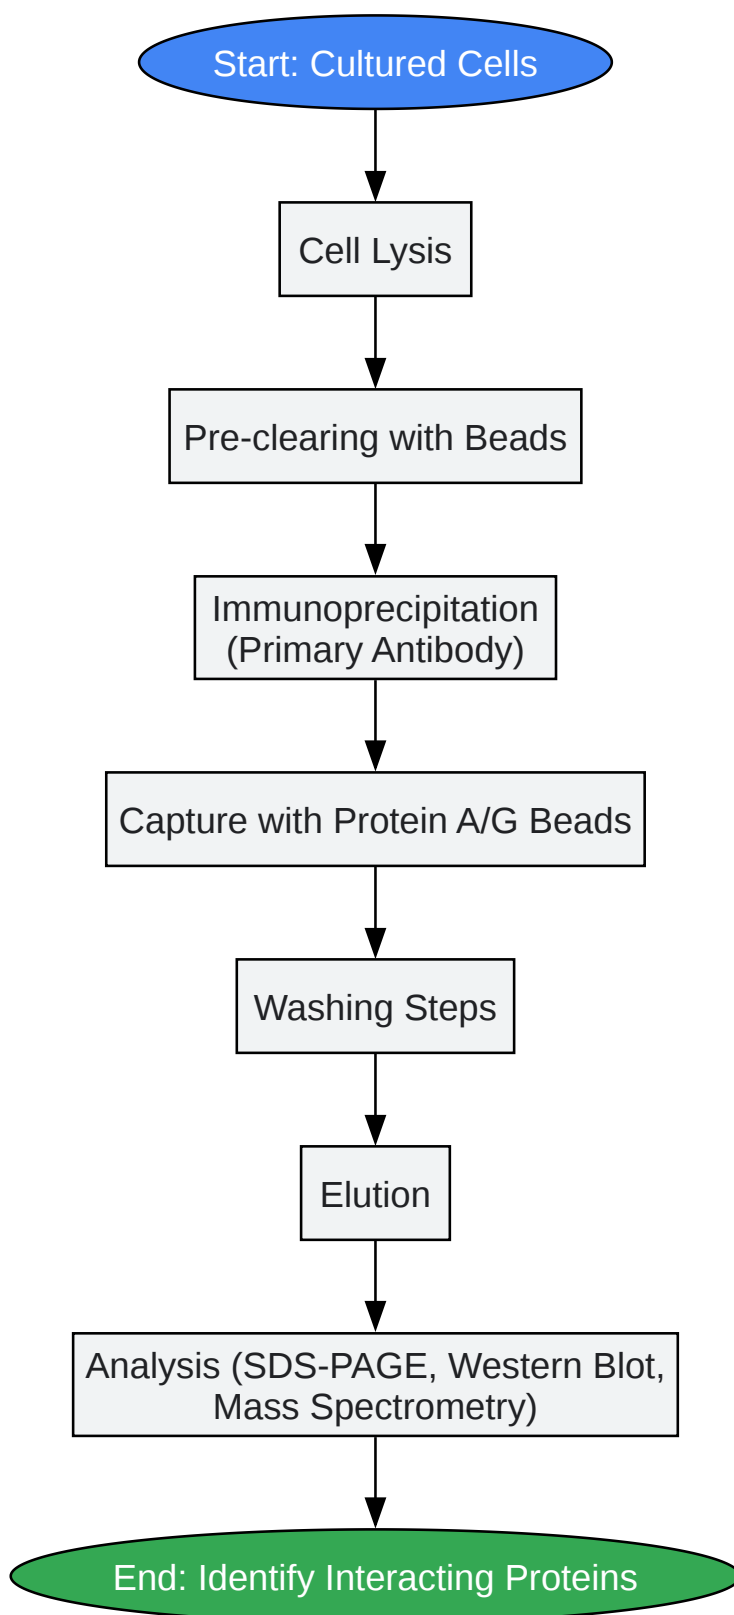 Start: Cultured Cells
Cell Lysis
Pre-clearing with Beads
Immunoprecipitation
(Primary Antibody)
Capture with Protein A/G Beads
Washing Steps
Elution
Analysis (SDS-PAGE, Western Blot,
Mass Spectrometry)
End: Identify Interacting Proteins